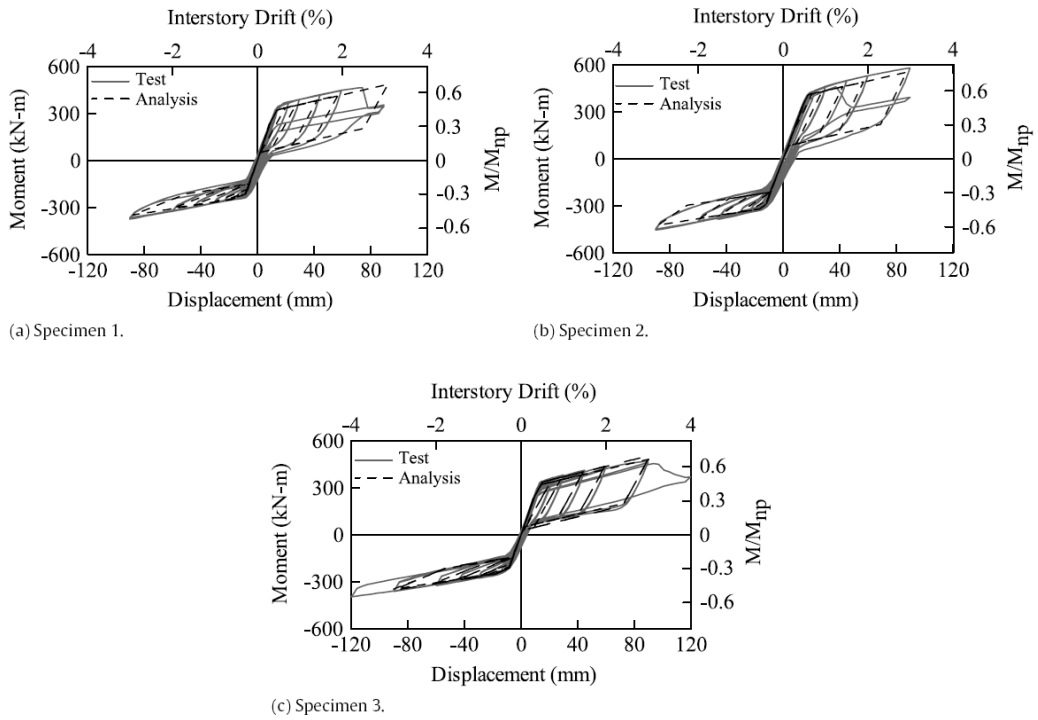 Interstory Drift (%)
-4 -2 0 2 4
600
300
0
-300
-600
Moment (kN-m)
Test
Analysis
0.6
0.3
0
-0.3
-0.6
M/Mnp
-120 -80 -40 0 40 80 120
Displacement (mm)
(a) Specimen 1.
Interstory Drift (%)
-4 -2 0 2 4
600
300
0
-300
-600
Moment (kN-m)
Test
Analysis
0.6
0.3
0
-0.3
-0.6
M/Mnp
-120 -80 -40 0 40 80 120
Displacement (mm)
(b) Specimen 2.
Interstory Drift (%)
-4 -2 0 2 4
600
300
0
-300
-600
Moment (kN-m)
Test
Analysis
0.6
0.3
0
-0.3
-0.6
M/Mnp
-120 -80 -40 0 40 80 120
Displacement (mm)
(c) Specimen 3.